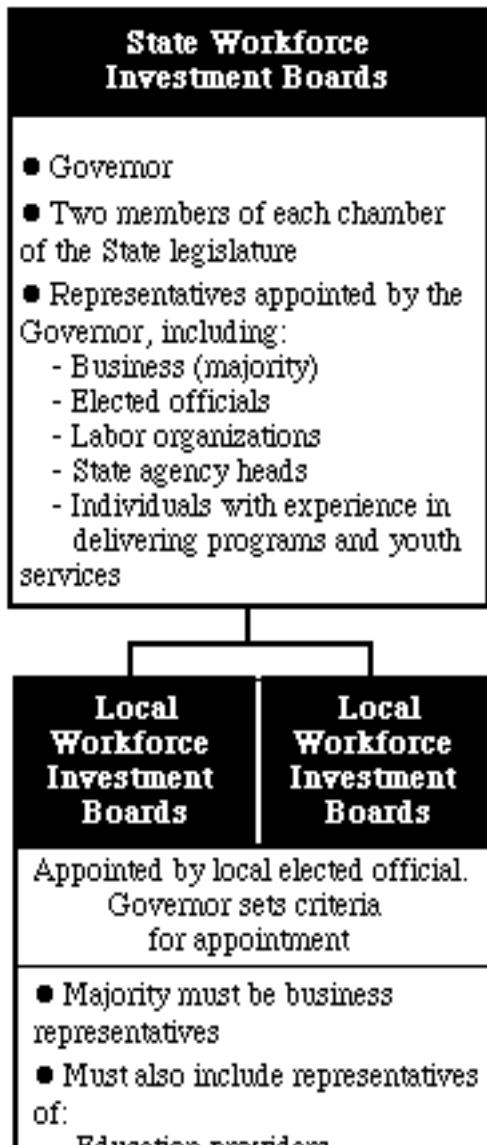 State Workforce
Investment Boards
● Governor
● Two members of each chamber
of the State legislature
● Representatives appointed by the
Governor, including:
- Business (majority)
- Elected officials
- Labor organizations
- State agency heads
- Individuals with experience in
delivering programs and youth
services
Local
Workforce
Investment
Boards
Local
Workforce
Investment
Boards
Appointed by local elected official.
Governor sets criteria
for appointment
● Majority must be business
representatives
● Must also include representatives
of:
- Education providers